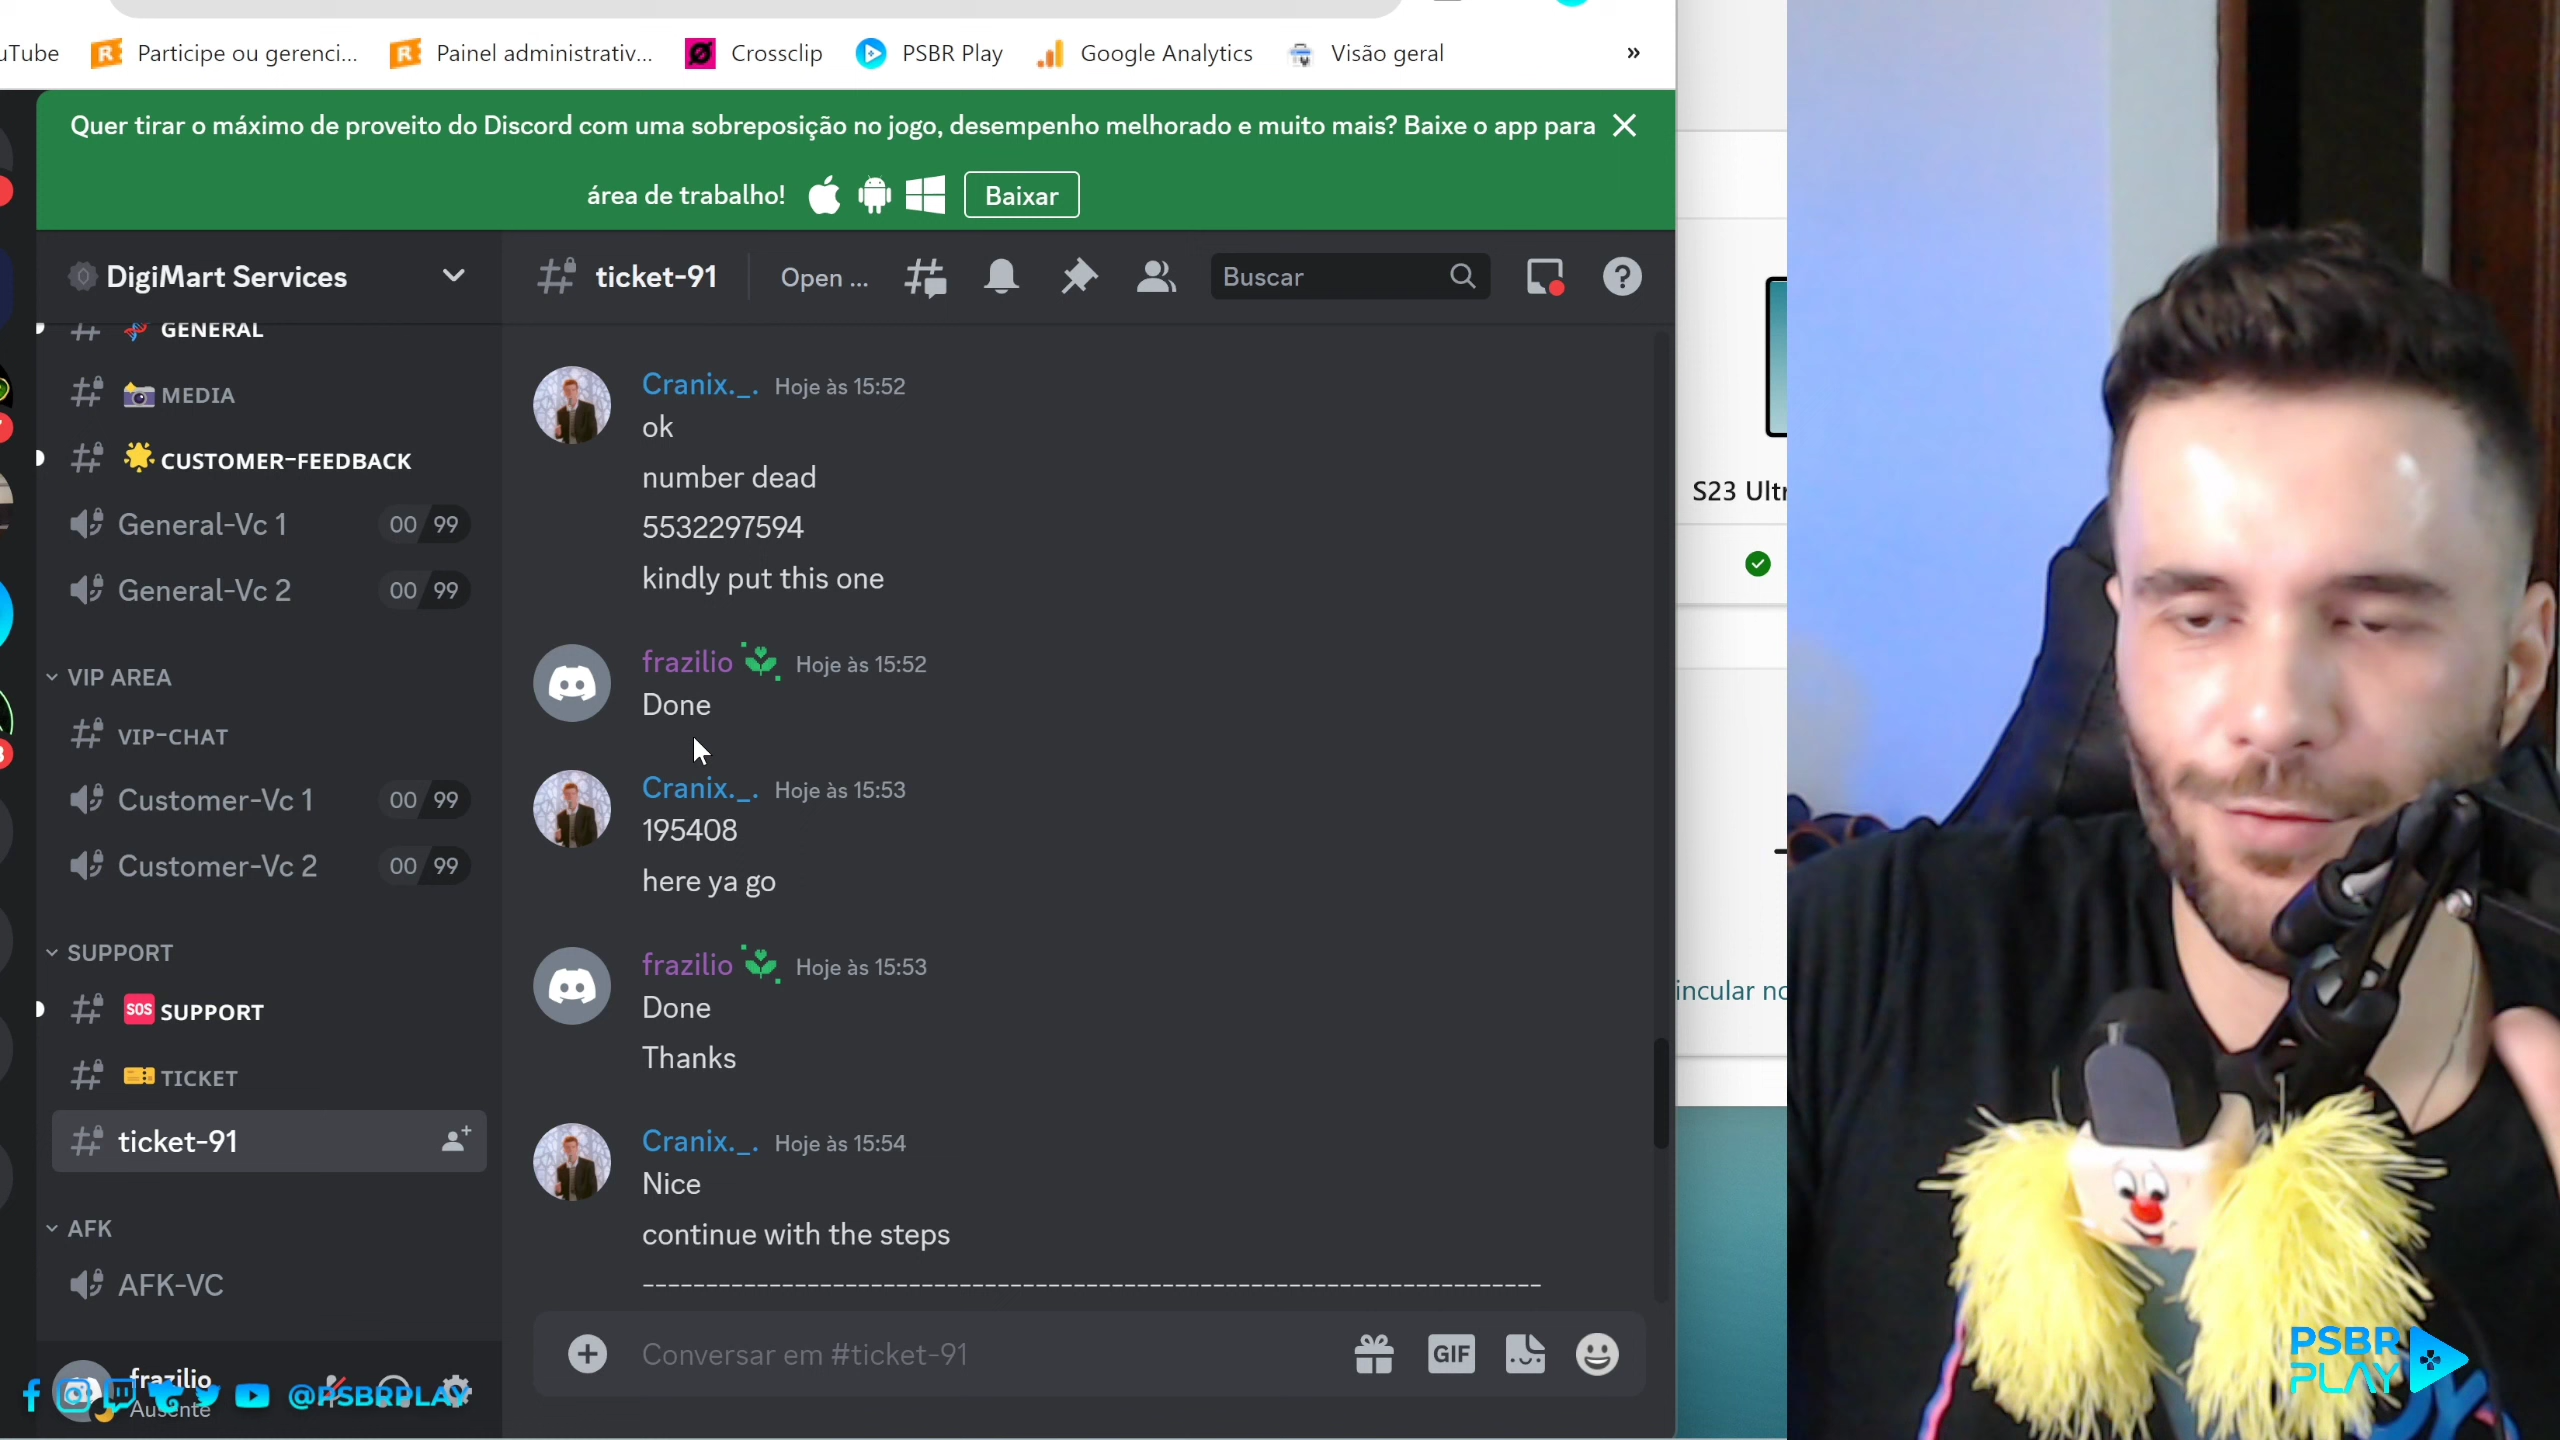 uTube
Participe ou gerenci...
Painel administrativ...
Crossclip
PSBR Play
Google Analytics
Visão geral
»
Quer tirar o máximo de proveito do Discord com uma sobreposição no jogo, desempenho melhorado e muito mais? Baixe o app para
área de trabalho!
Baixar
DigiMart Services
GENERAL
MEDIA
CUSTOMER-FEEDBACK
General-Vc 1
00 99
General-Vc 2
00 99
VIP AREA
VIP-CHAT
Customer-Vc 1
00 99
Customer-Vc 2
00 99
SUPPORT
SOS SUPPORT
TICKET
ticket-91
AFK
AFK-VC
frazilio
Ausente
@PSBRPLAY
ticket-91
Open ...
Buscar
Cranix._. Hoje às 15:52
ok
number dead
5532297594
kindly put this one
frazilio Hoje às 15:52
Done
Cranix._. Hoje às 15:53
195408
here ya go
frazilio Hoje às 15:53
Done
Thanks
Cranix._. Hoje às 15:54
Nice
continue with the steps
----------------------------------------------------------------------
Conversar em #ticket-91
GIF
S23 Ultr
incular no
PSBR
PLAY